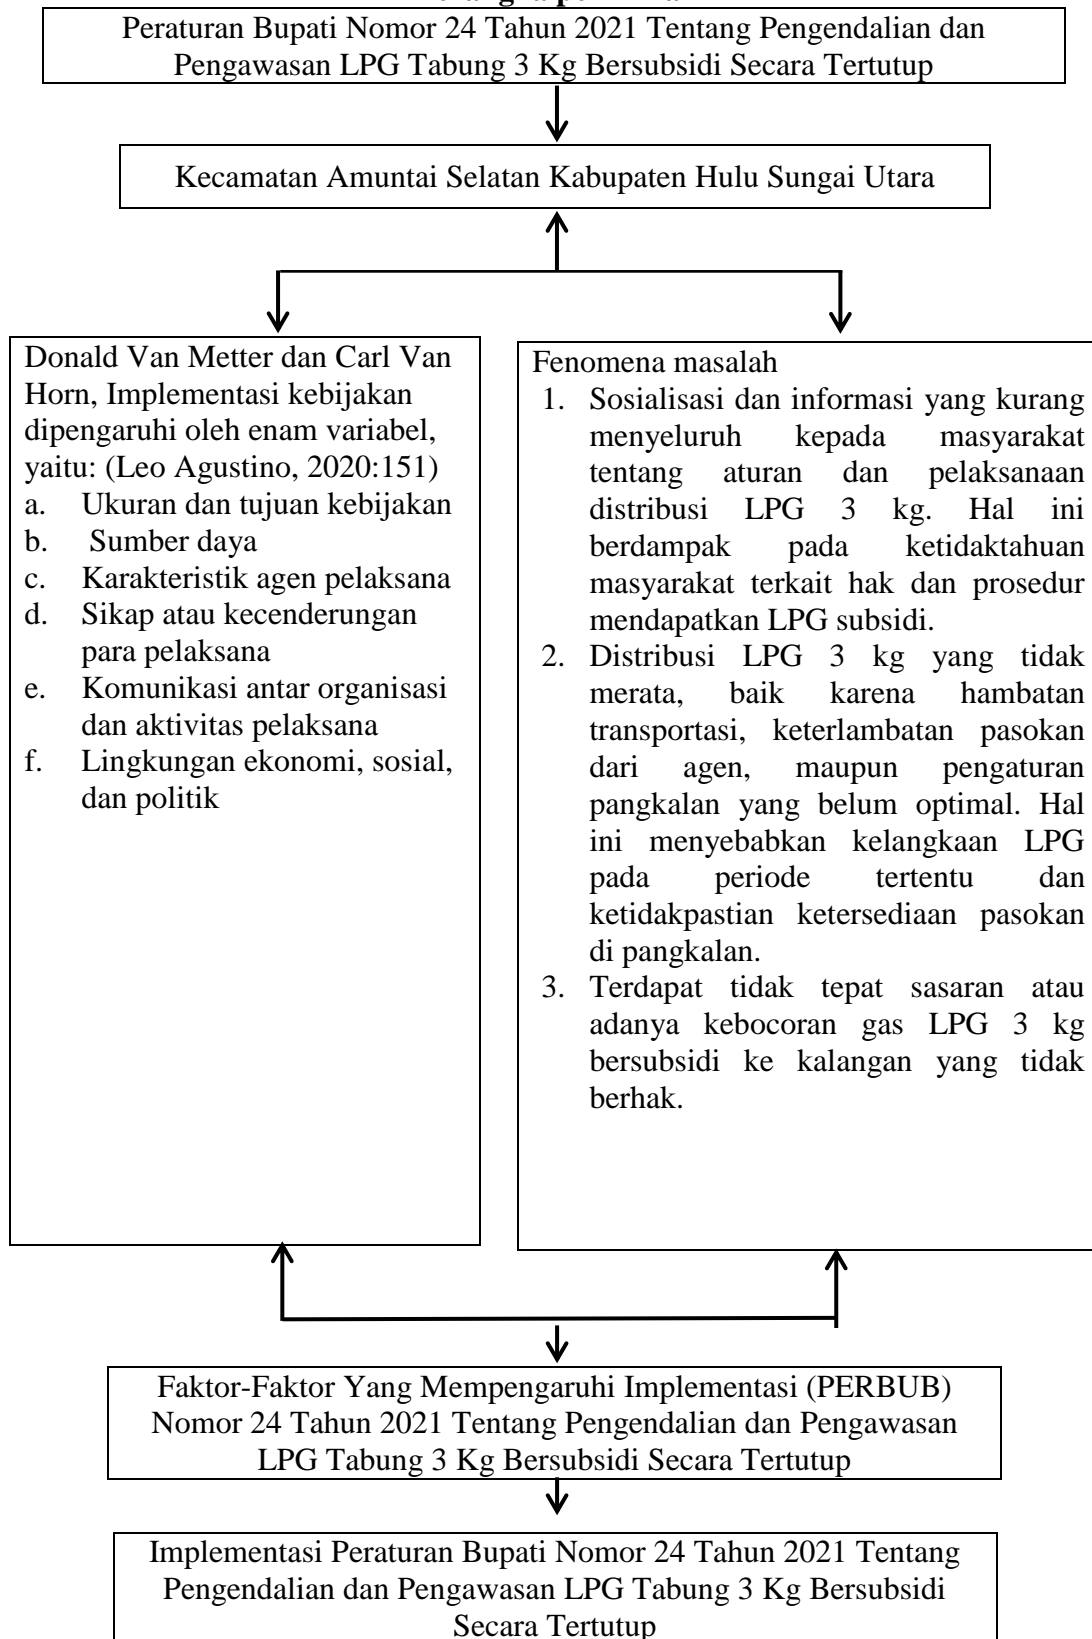 Peraturan Bupati Nomor 24 Tahun 2021 Tentang Pengendalian dan
Pengawasan LPG Tabung 3 Kg Bersubsidi Secara Tertutup
Kecamatan Amuntai Selatan Kabupaten Hulu Sungai Utara
Donald Van Metter dan Carl Van
Horn, Implementasi kebijakan
dipengaruhi oleh enam variabel,
yaitu: (Leo Agustino, 2020:151)
a. Ukuran dan tujuan kebijakan
b. Sumber daya
c. Karakteristik agen pelaksana
d. Sikap atau kecenderungan
para pelaksana
e. Komunikasi antar organisasi
dan aktivitas pelaksana
f. Lingkungan ekonomi, sosial,
dan politik
Fenomena masalah
1. Sosialisasi dan informasi yang kurang
menyeluruh kepada masyarakat
tentang aturan dan pelaksanaan
distribusi LPG 3 kg. Hal ini
berdampak pada ketidaktahuan
masyarakat terkait hak dan prosedur
mendapatkan LPG subsidi.
2. Distribusi LPG 3 kg yang tidak
merata, baik karena hambatan
transportasi, keterlambatan pasokan
dari agen, maupun pengaturan
pangkalan yang belum optimal. Hal
ini menyebabkan kelangkaan LPG
pada periode tertentu dan
ketidakpastian ketersediaan pasokan
di pangkalan.
3. Terdapat tidak tepat sasaran atau
adanya kebocoran gas LPG 3 kg
bersubsidi ke kalangan yang tidak
berhak.
Faktor-Faktor Yang Mempengaruhi Implementasi (PERBUB)
Nomor 24 Tahun 2021 Tentang Pengendalian dan Pengawasan
LPG Tabung 3 Kg Bersubsidi Secara Tertutup
Implementasi Peraturan Bupati Nomor 24 Tahun 2021 Tentang
Pengendalian dan Pengawasan LPG Tabung 3 Kg Bersubsidi
Secara Tertutup